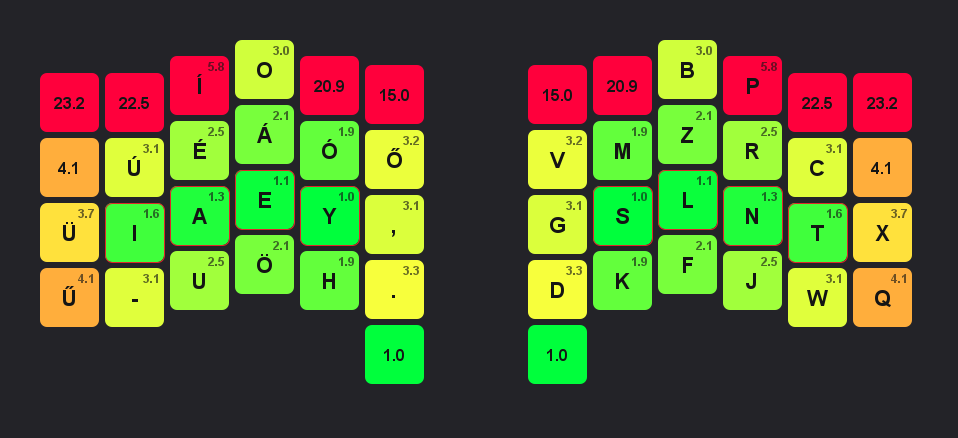 23.2 22.5 Í 5.8 O 3.0 20.9 15.0 15.0 20.9 B 3.0 P 5.8 22.5 23.2
4.1 Ú 3.1 É 2.5 Á 2.1 Ó 1.9 Ő 3.2 V 3.2 M 1.9 Z 2.1 R 2.5 C 3.1 4.1
Ü 3.7 I 1.6 A 1.3 E 1.1 Y 1.0 , 3.1 G 3.1 S 1.0 L 1.1 N 1.3 T 1.6 X 3.7
Ű 4.1 - 3.1 U 2.5 Ö 2.1 H 1.9 . 3.3 D 3.3 K 1.9 F 2.1 J 2.5 W 3.1 Q 4.1
1.0 1.0